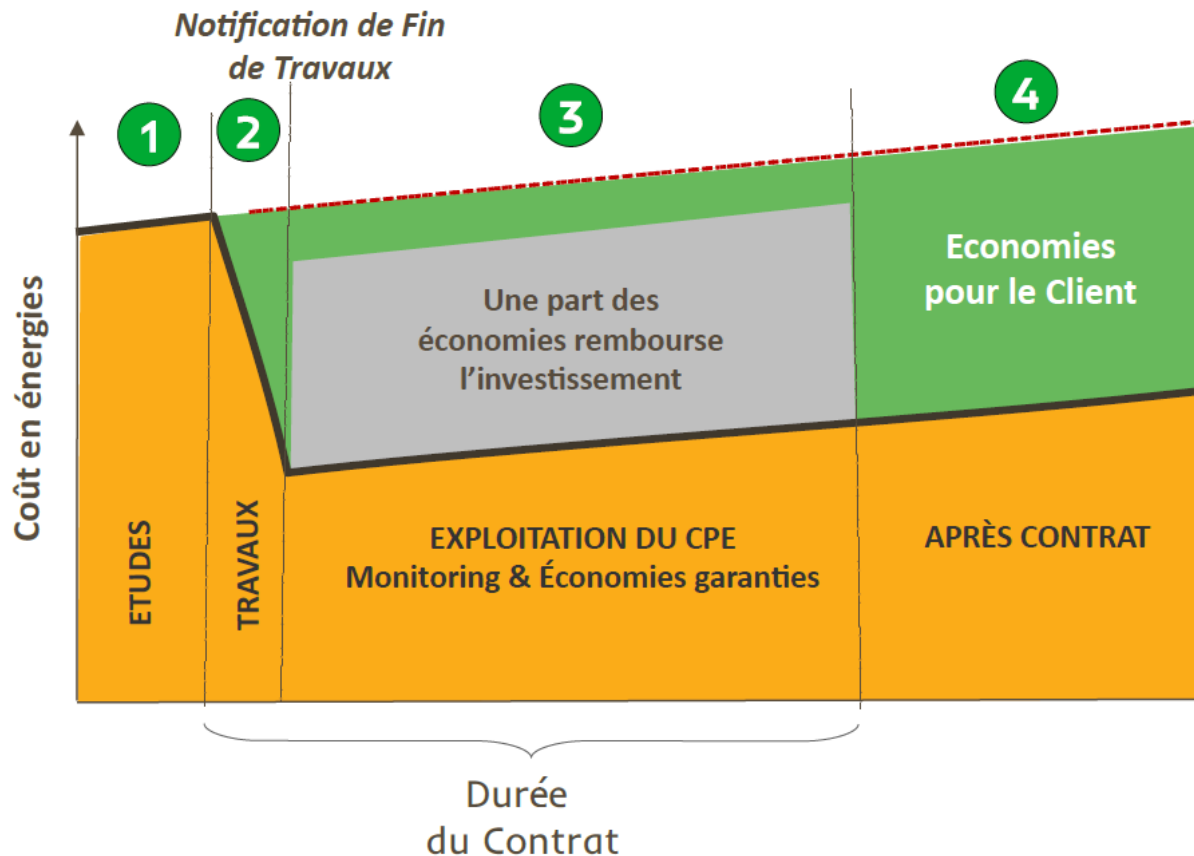 Notification de Fin
de Travaux
1
2
3
4
Coût en énergies
Une part des
économies rembourse
l'investissement
Economies
pour le Client
ETUDES
TRAVAUX
EXPLOITATION DU CPE
Monitoring & Économies garanties
APRÈS CONTRAT
Durée
du Contrat